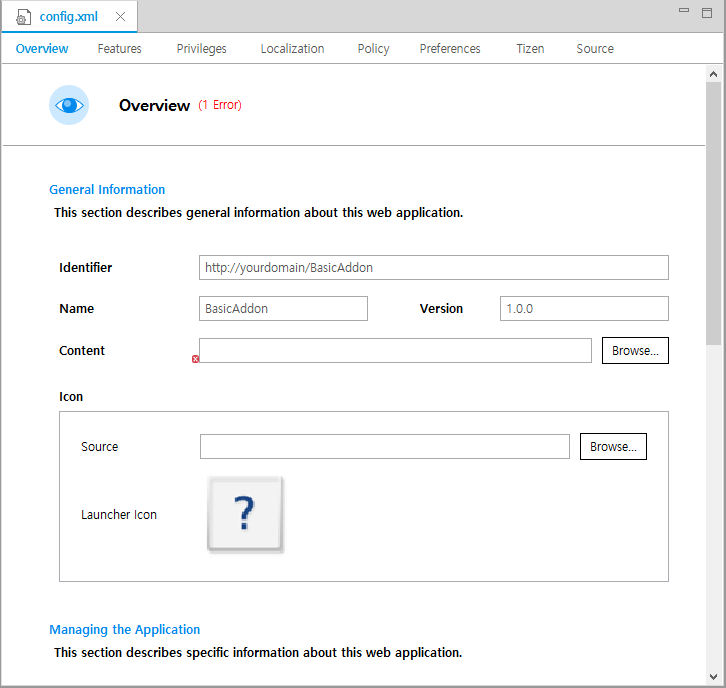 config.xml
Overview Features Privileges Localization Policy Preferences Tizen Source
Overview (1 Error)
General Information
This section describes general information about this web application.
Identifier http://yourdomain/BasicAddon
Name BasicAddon Version 1.0.0
Content Browse...
Icon
Source Browse...
Launcher Icon ?
Managing the Application
This section describes specific information about this web application.